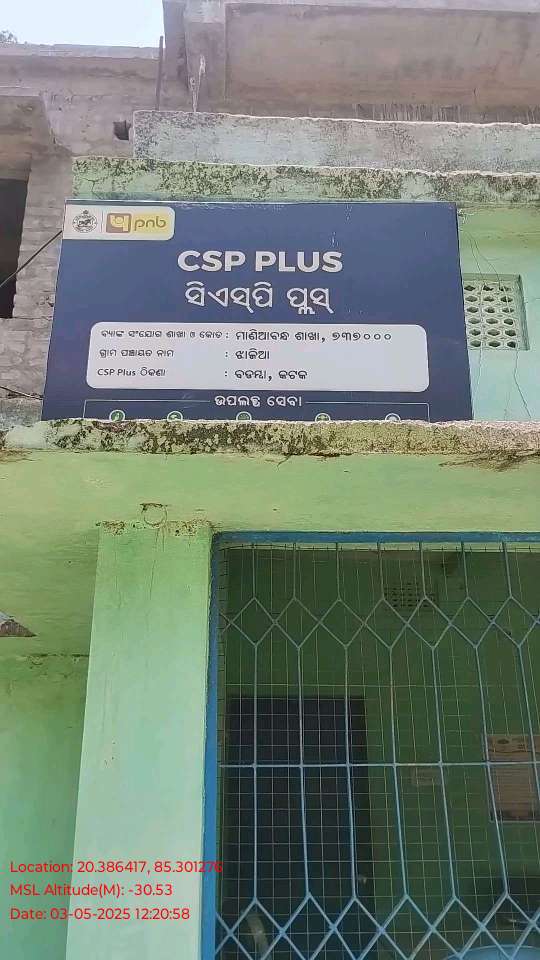 pnb
CSP PLUS
ସିଏସ୍‌ପି ପ୍ଲସ୍
ବ୍ୟାଙ୍କ ସଂଯୋଗ ଶାଖା ଓ କୋଡ : ମାଣିଆବନ୍ଧ ଶାଖା, ୭୩୭୦୦୦
ଗ୍ରାମ ପଞ୍ଚାୟତ ନାମ : ଝାଜିଆ
CSP Plus ଠିକଣା : ବଡମ୍ବା, କଟକ
ଉପଲବ୍ଧ ସେବା
Location: 20.386417, 85.301276
MSL Altitude(M): -30.53
Date: 03-05-2025 12:20:58